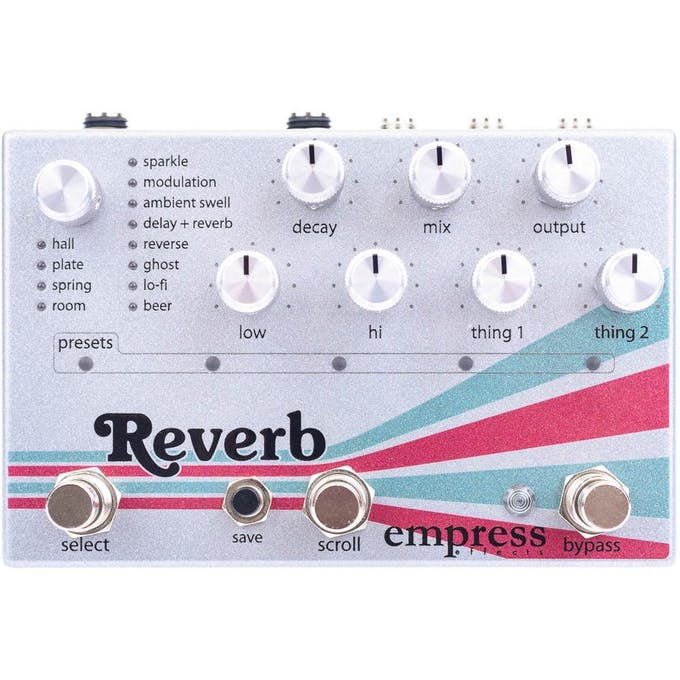 sparkle
modulation
ambient swell
delay + reverb
reverse
ghost
lo-fi
beer
hall
plate
spring
room
decay
mix
output
low
hi
thing 1
thing 2
presets
Reverb
select
save
scroll
empress
effects
bypass